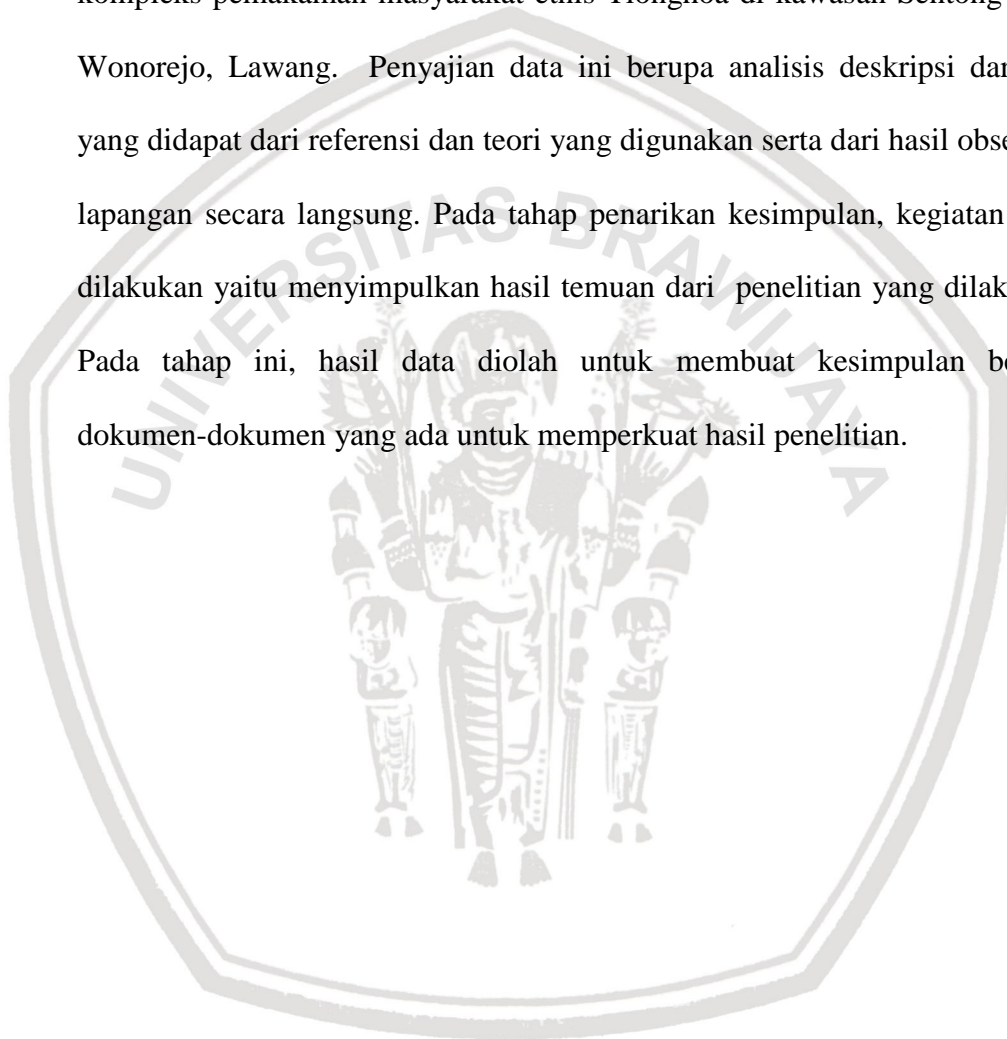 kompleks pemakaman masyarakat etnis Tionghoa di kawasan Sentong
Wonorejo, Lawang. Penyajian data ini berupa analisis deskripsi dan
yang didapat dari referensi dan teori yang digunakan serta dari hasil obse
lapangan secara langsung. Pada tahap penarikan kesimpulan, kegiatan
dilakukan yaitu menyimpulkan hasil temuan dari penelitian yang dilak
Pada tahap ini, hasil data diolah untuk membuat kesimpulan be
dokumen-dokumen yang ada untuk memperkuat hasil penelitian.
UNIVERSITAS BRAWIJAYA